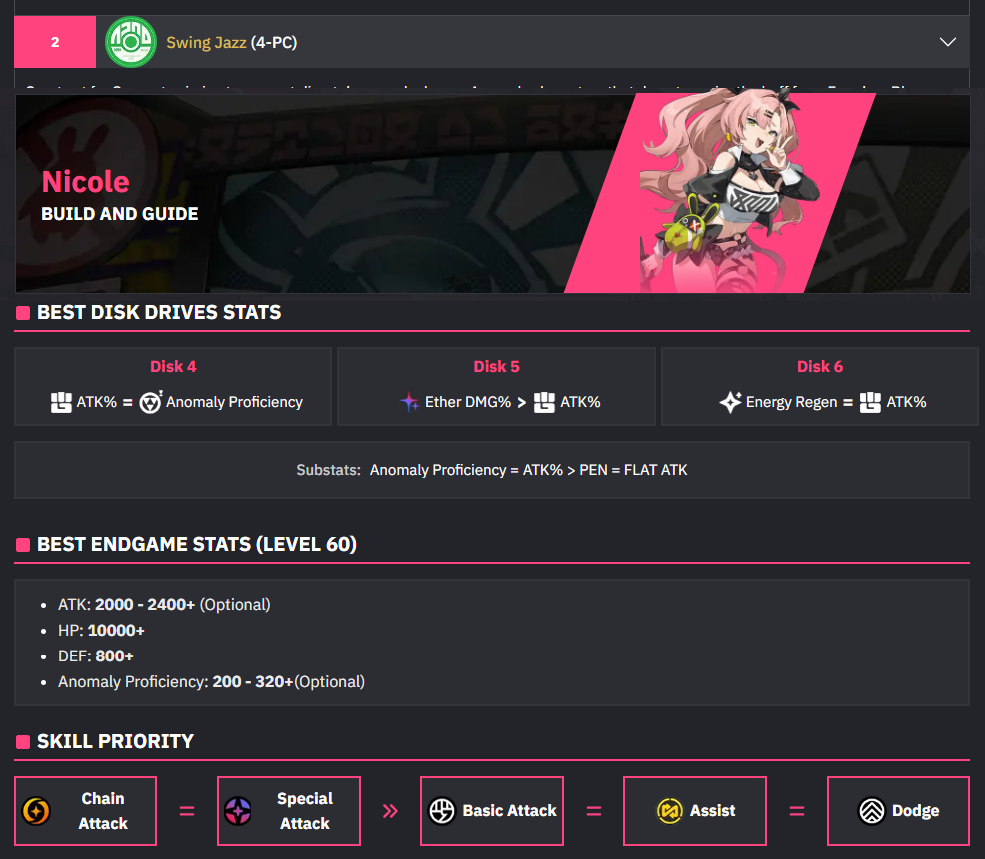 2
Swing Jazz (4-PC)
Nicole
BUILD AND GUIDE
BEST DISK DRIVES STATS
Disk 4
ATK% = Anomaly Proficiency
Disk 5
Ether DMG% > ATK%
Disk 6
Energy Regen = ATK%
Substats: Anomaly Proficiency = ATK% > PEN = FLAT ATK
BEST ENDGAME STATS (LEVEL 60)
• ATK: 2000 - 2400+ (Optional)
• HP: 10000+
• DEF: 800+
• Anomaly Proficiency: 200 - 320+(Optional)
SKILL PRIORITY
Chain
Attack
=
Special
Attack
»
Basic Attack
=
Assist
=
Dodge